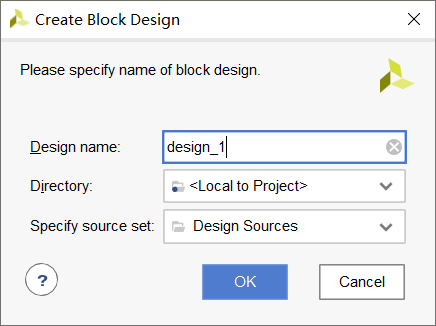 Create Block Design
Please specify name of block design.
Design name: design_1
Directory: <Local to Project>
Specify source set: Design Sources
? OK Cancel